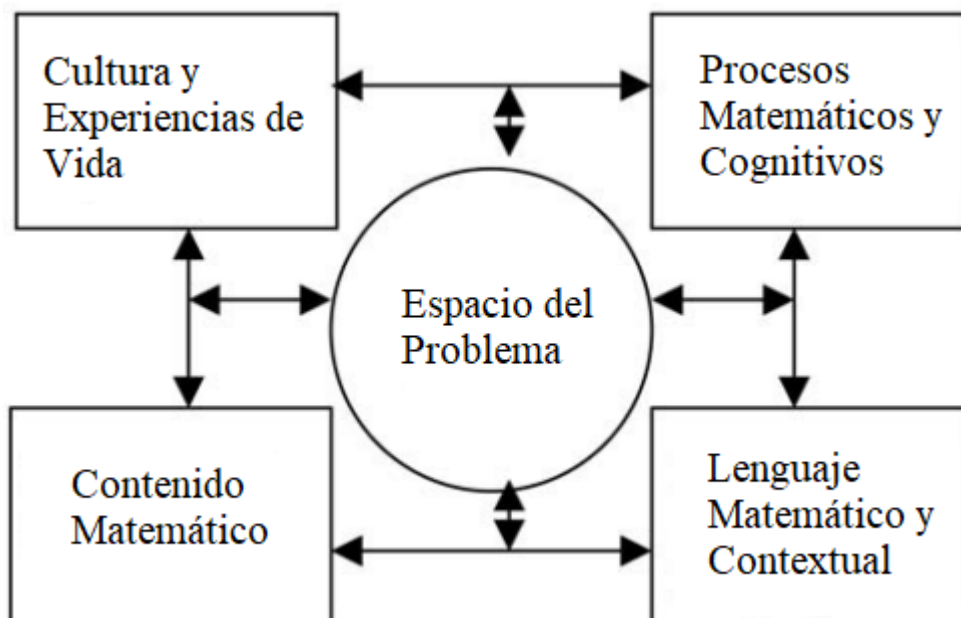 Cultura y
Experiencias de
Vida
Procesos
Matemáticos y
Cognitivos
Espacio del
Problema
Contenido
Matemático
Lenguaje
Matemático y
Contextual